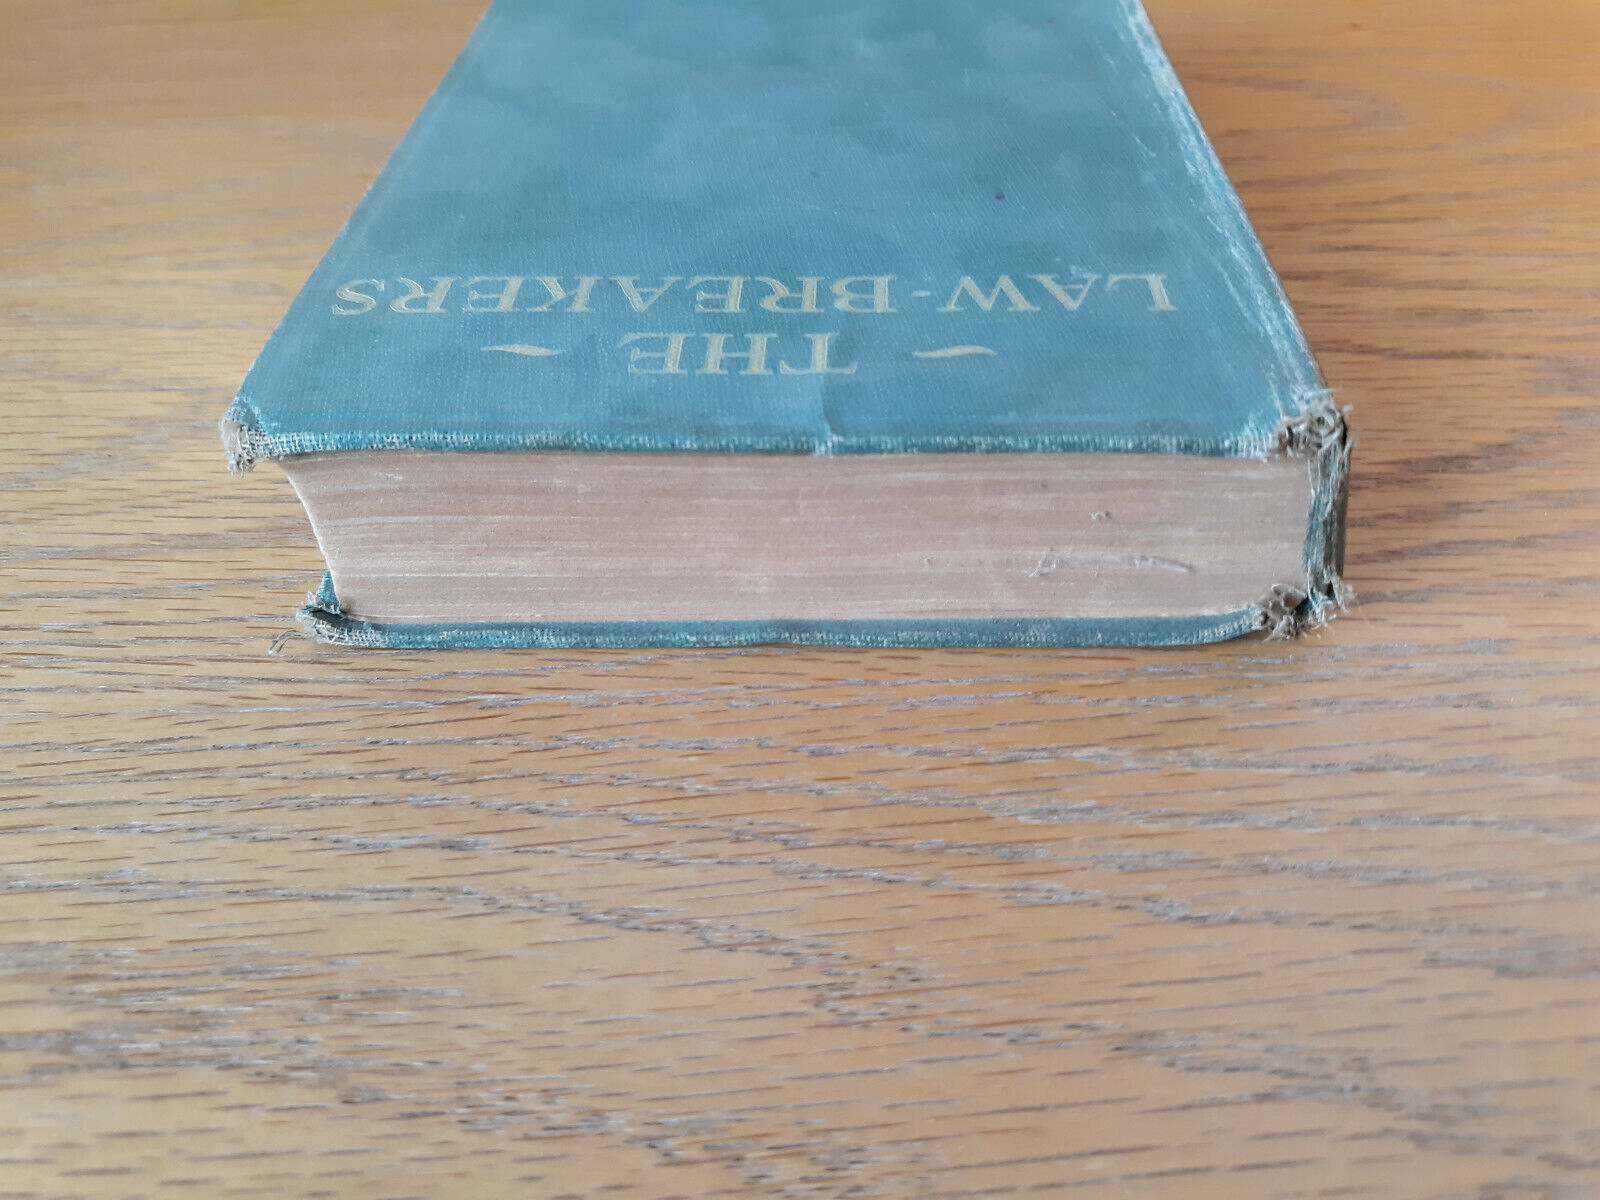 ~ THE ~
LAW-BREAKERS